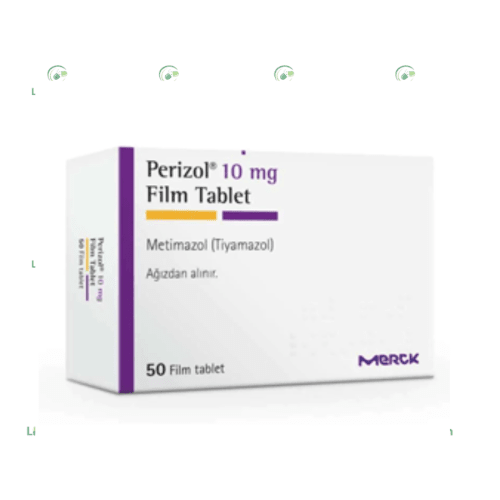 Perizol® 10 mg
Film Tablet
Metimazol (Tiyamazol)
Ağızdan alınır.
50 Film tablet
MERCK
Perizol® 10 mg
Film Tablet
50 Film tablet